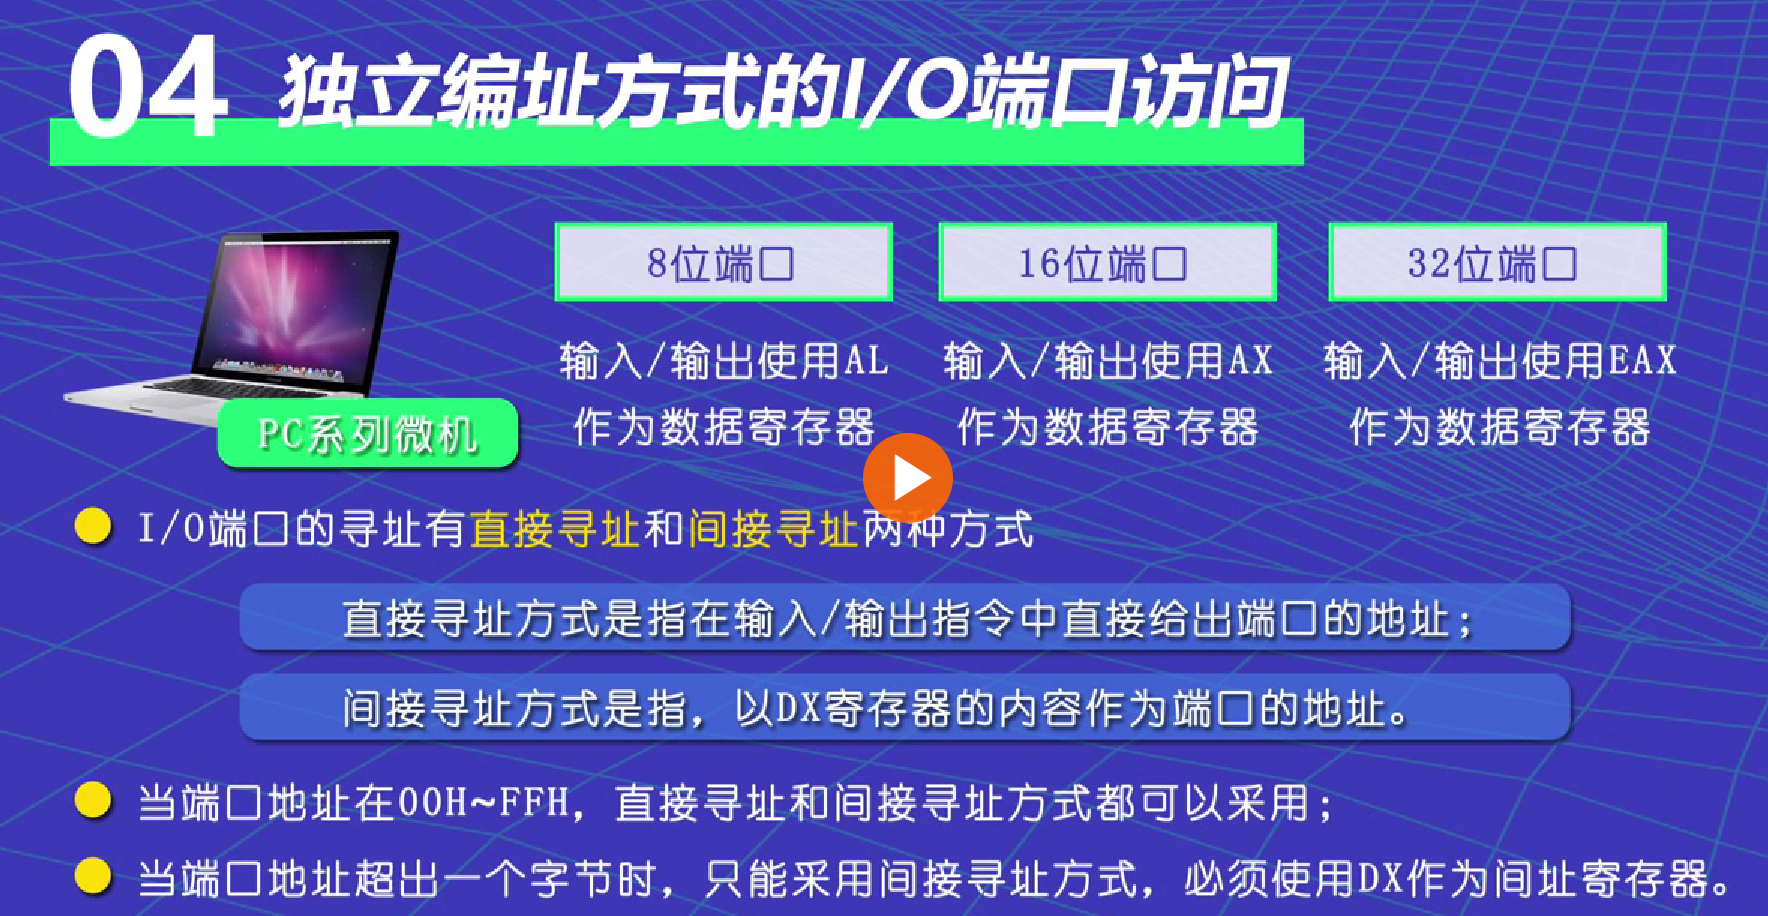 04 独立编址方式的I/O端口访问
8位端口
16位端口
32位端口
输入/输出使用AL
作为数据寄存器
输入/输出使用AX
作为数据寄存器
输入/输出使用EAX
作为数据寄存器
PC系列微机
I/O端口的寻址有直接寻址和间接寻址两种方式
直接寻址方式是指在输入/输出指令中直接给出端口的地址；
间接寻址方式是指，以DX寄存器的内容作为端口的地址。
当端口地址在00H~FFH，直接寻址和间接寻址方式都可以采用；
当端口地址超出一个字节时，只能采用间接寻址方式，必须使用DX作为间址寄存器。